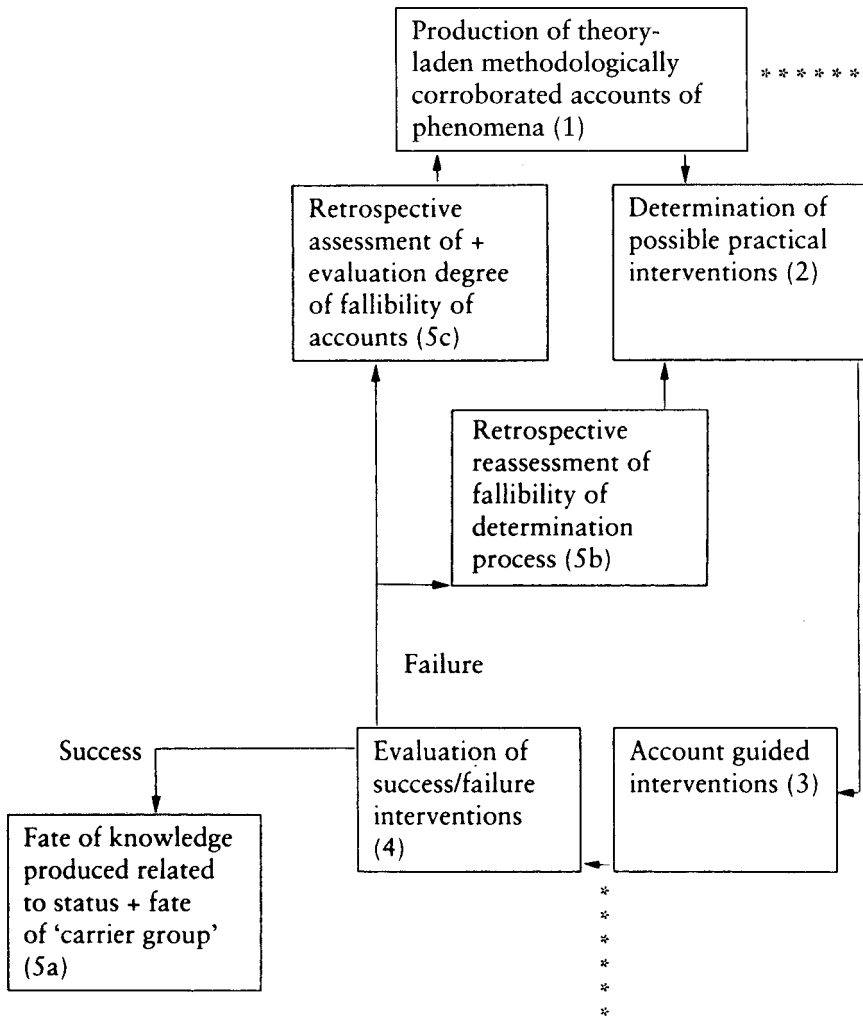 Production of theory-
laden methodologically
corroborated accounts of
phenomena (1)
* * * * * *
Retrospective
assessment of +
evaluation degree
of fallibility of
accounts (5c)
Determination of
possible practical
interventions (2)
Retrospective
reassessment of
fallibility of
determination
process (5b)
Failure
Success
Evaluation of
success/failure
interventions
(4)
Account guided
interventions (3)
Fate of knowledge
produced related
to status + fate
of ‘carrier group’
(5a)
*
*
*
*
*
*